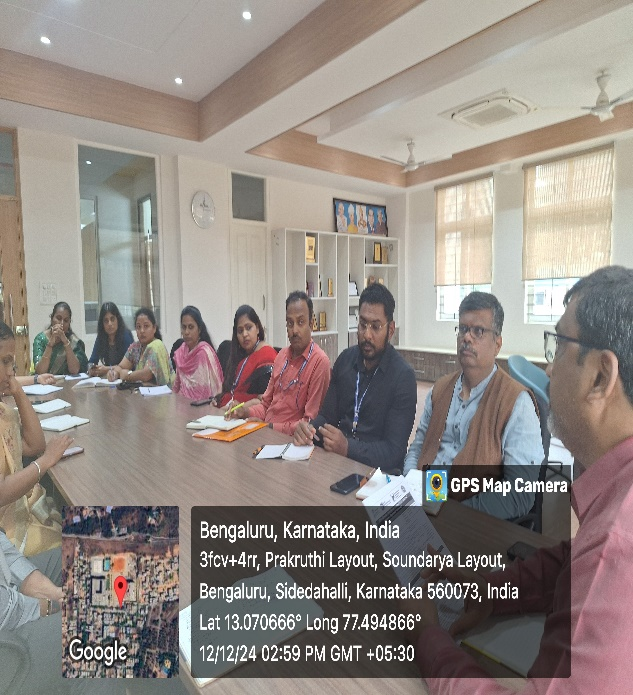 GPS Map Camera
Bengaluru, Karnataka, India
3fcv+4rr, Prakruthi Layout, Soundarya Layout,
Bengaluru, Sidedahalli, Karnataka 560073, India
Lat 13.070666° Long 77.494866°
12/12/24 02:59 PM GMT +05:30
Google